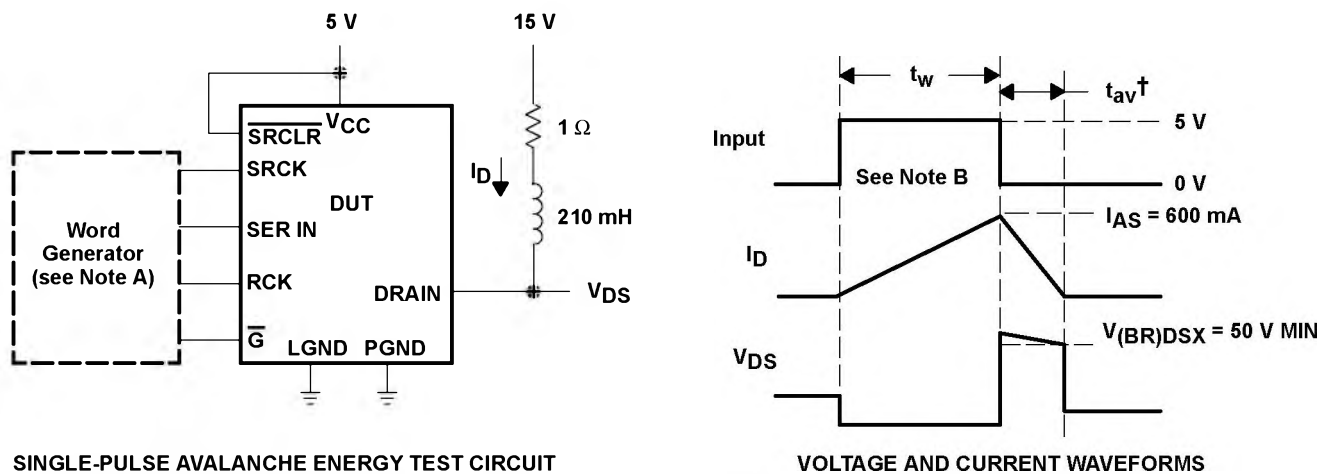 5 V
15 V
VCC
SRCLR
SRCK
DUT
SER IN
RCK
DRAIN
G
LGND
PGND
Word
Generator
(see Note A)
ID
1 Ω
210 mH
VDS
SINGLE-PULSE AVALANCHE ENERGY TEST CIRCUIT
tw
tav†
Input
5 V
See Note B
0 V
IAS = 600 mA
ID
V(BR)DSX = 50 V MIN
VDS
VOLTAGE AND CURRENT WAVEFORMS